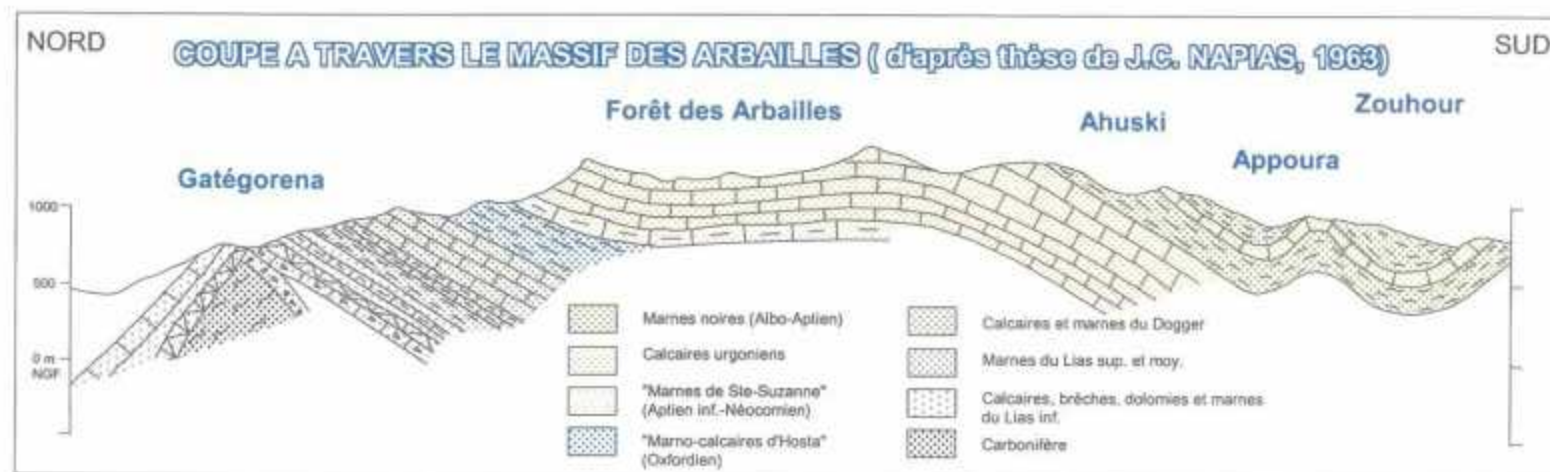 NORD
SUD
COUPE A TRAVERS LE MASSIF DES ARBAILLES ( d'après thèse de J.C. NAPIAS, 1963)
Zouhour
Forêt des Arbailles
Ahuski
Appoura
Gatégorena
1000
500
0 m
NGF
Marnes noires (Albo-Aptien)
Calcaires urgoniens
"Marnes de Ste-Suzanne"
(Aptien inf.-Néocomien)
"Marno-calcaires d'Hosta"
(Oxfordien)
Calcaires et marnes du Dogger
Marnes du Lias sup. et moy.
Calcaires, brèches, dolomies et marnes
du Lias inf.
Carbonifère